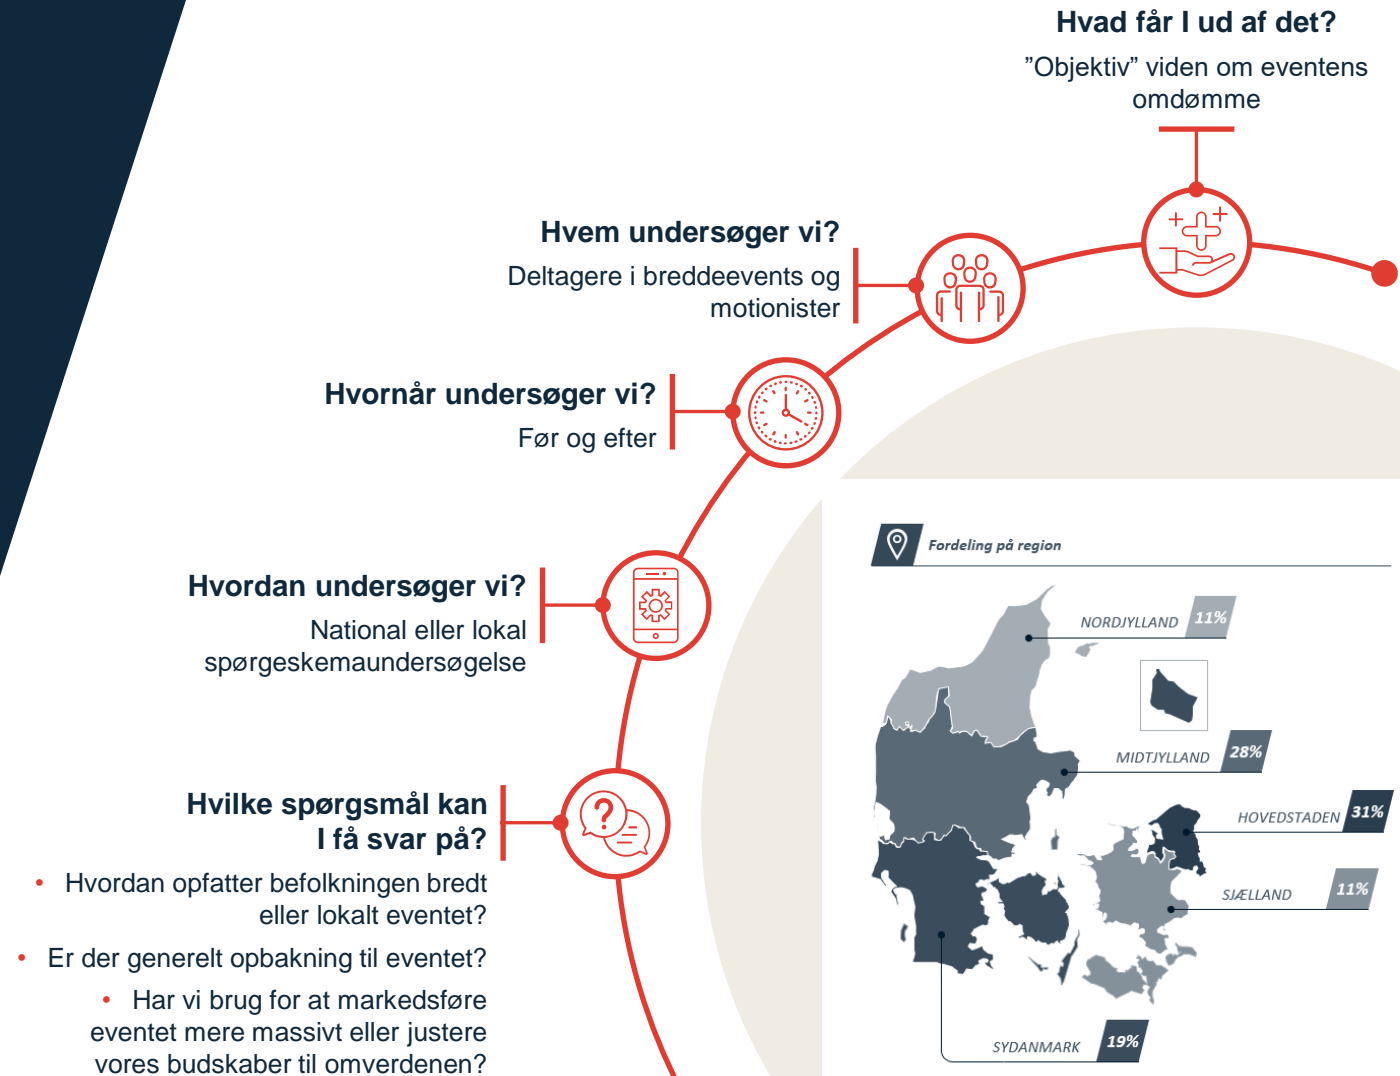 Hvad får I ud af det?
”Objektiv” viden om eventens
omdømme
Hvem undersøger vi?
Deltagere i breddeevents og
motionister
Hvornår undersøger vi?
Før og efter
Hvordan undersøger vi?
National eller lokal
spørgeskemaundersøgelse
Hvilke spørgsmål kan
I få svar på?
• Hvordan opfatter befolkningen bredt
eller lokalt eventet?
• Er der generelt opbakning til eventet?
• Har vi brug for at markedsføre
eventet mere massivt eller justere
vores budskaber til omverdenen?
Fordeling på region
NORDJYLLAND 11%
MIDTJYLLAND 28%
HOVEDSTADEN 31%
SJÆLLAND 11%
SYDANMARK 19%